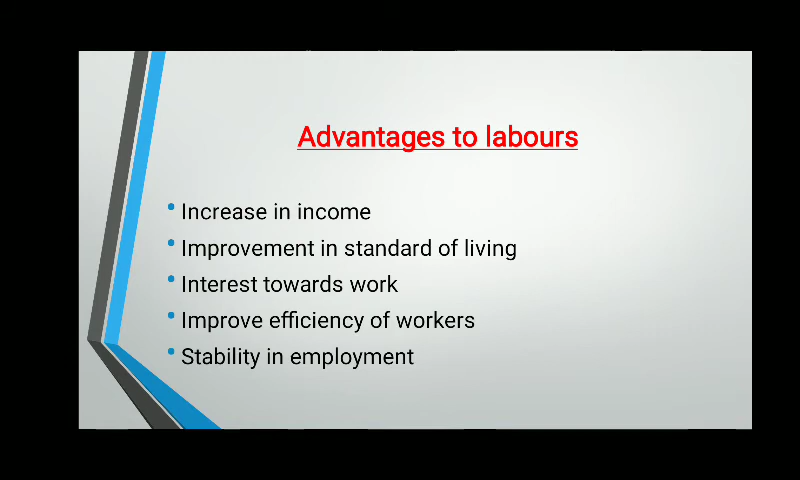 Advantages to labours
Increase in income
Improvement in standard of living
Interest towards work
Improve efficiency of workers
Stability in employment